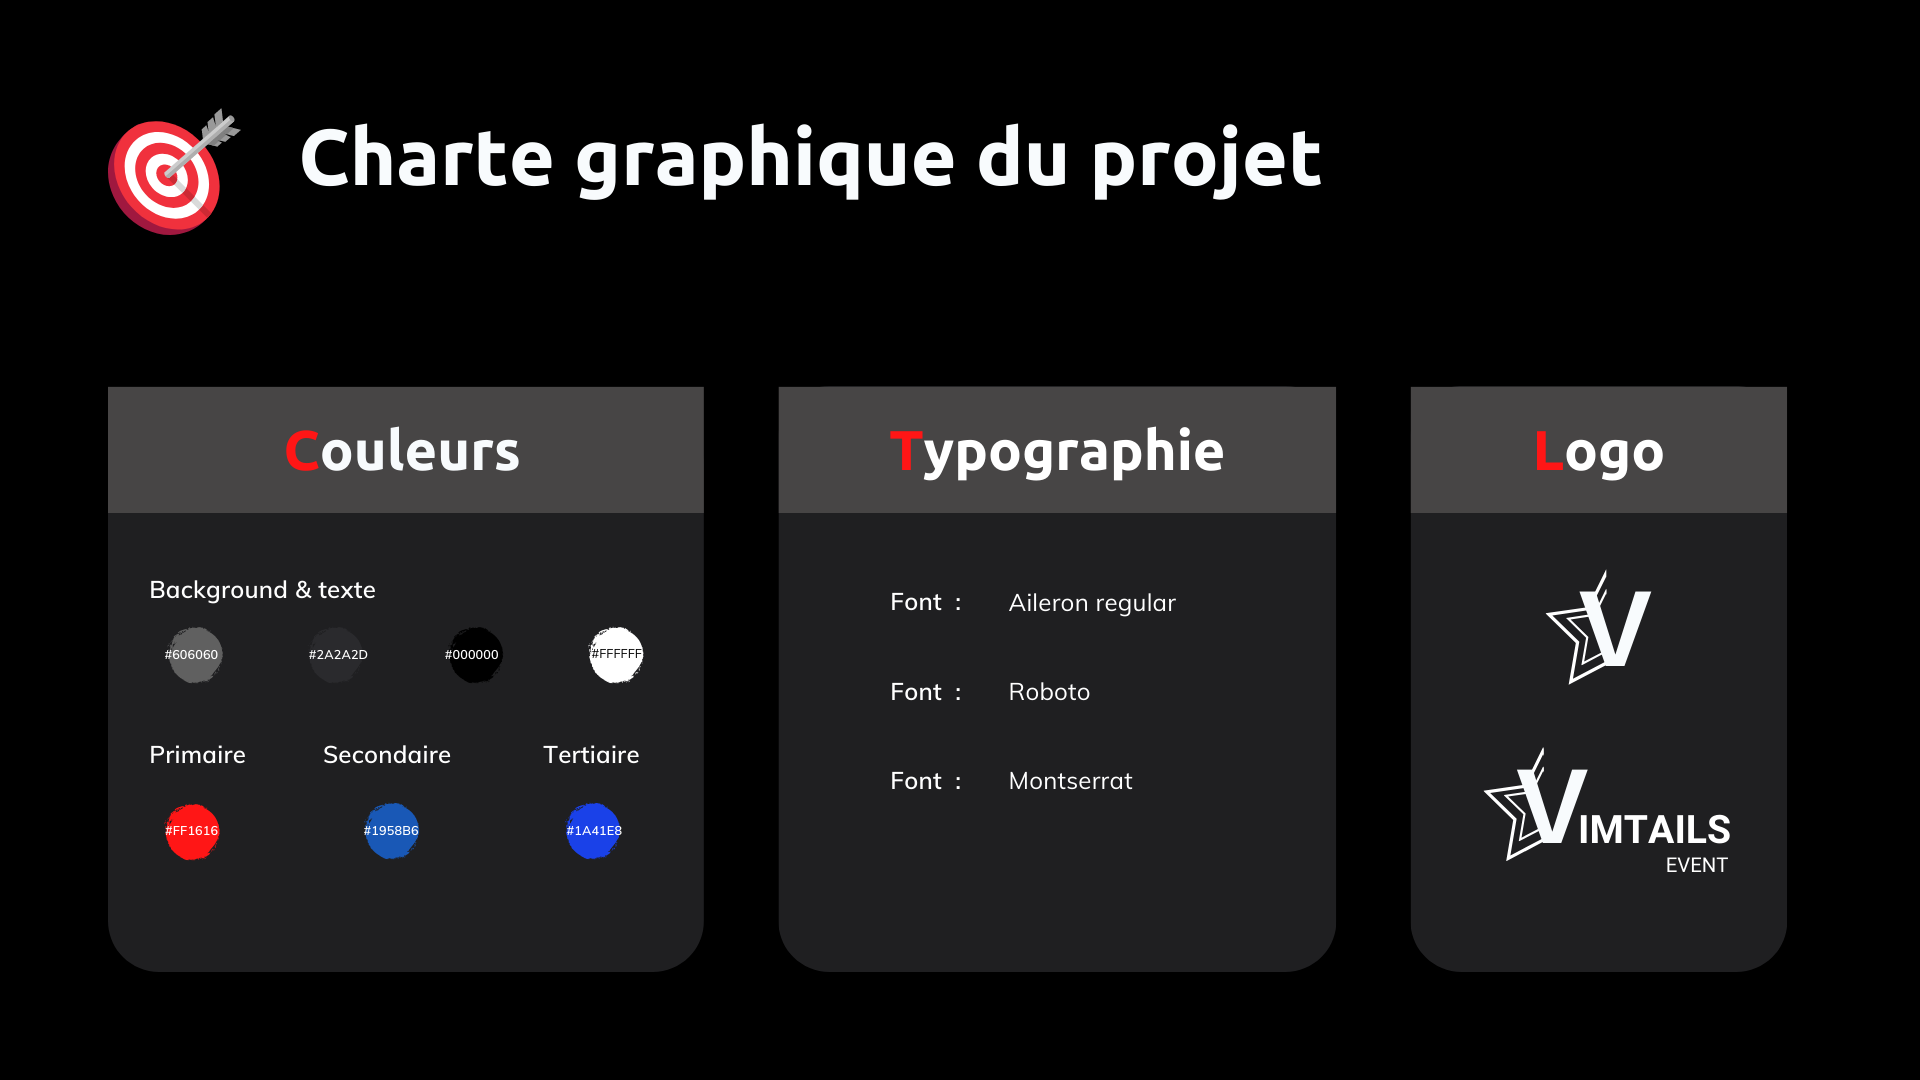 Charte graphique du projet
Couleurs
Background & texte
#606060
#2A2A2D
#000000
#FFFFFF
Primaire
Secondaire
Tertiaire
#FF1616
#1958B6
#1A41E8
Typographie
Font : Aileron regular
Font : Roboto
Font : Montserrat
Logo
V
VIMTAILS
EVENT